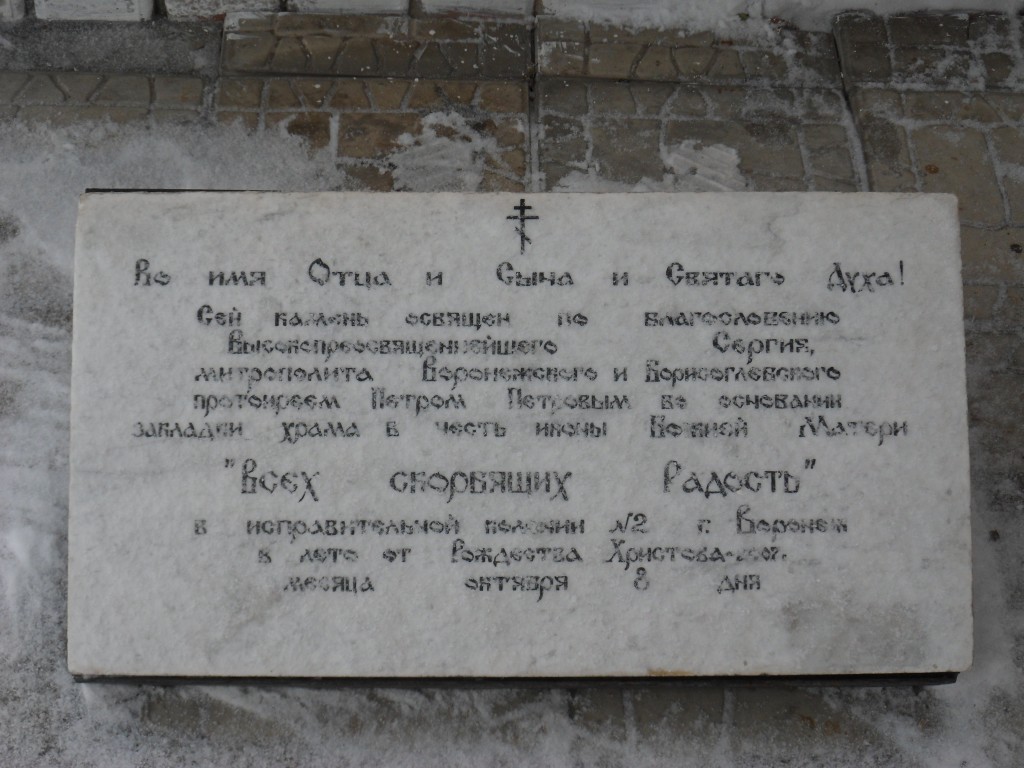 Во имя Отца и Сына и Святаго Духа!
Сей камень освящен по благословению
Высокопреосвященнейшего Сергия,
митрополита Воронежского и Борисоглебского
протоиреем Петром Петровым во основании
закладки храма в честь иконы Божией Матери
"Всех скорбящих Радость"
в исправительной колонии №2 г. Воронеж
в лето от Рождества Христова-2007г.
месяца октября 8 дня